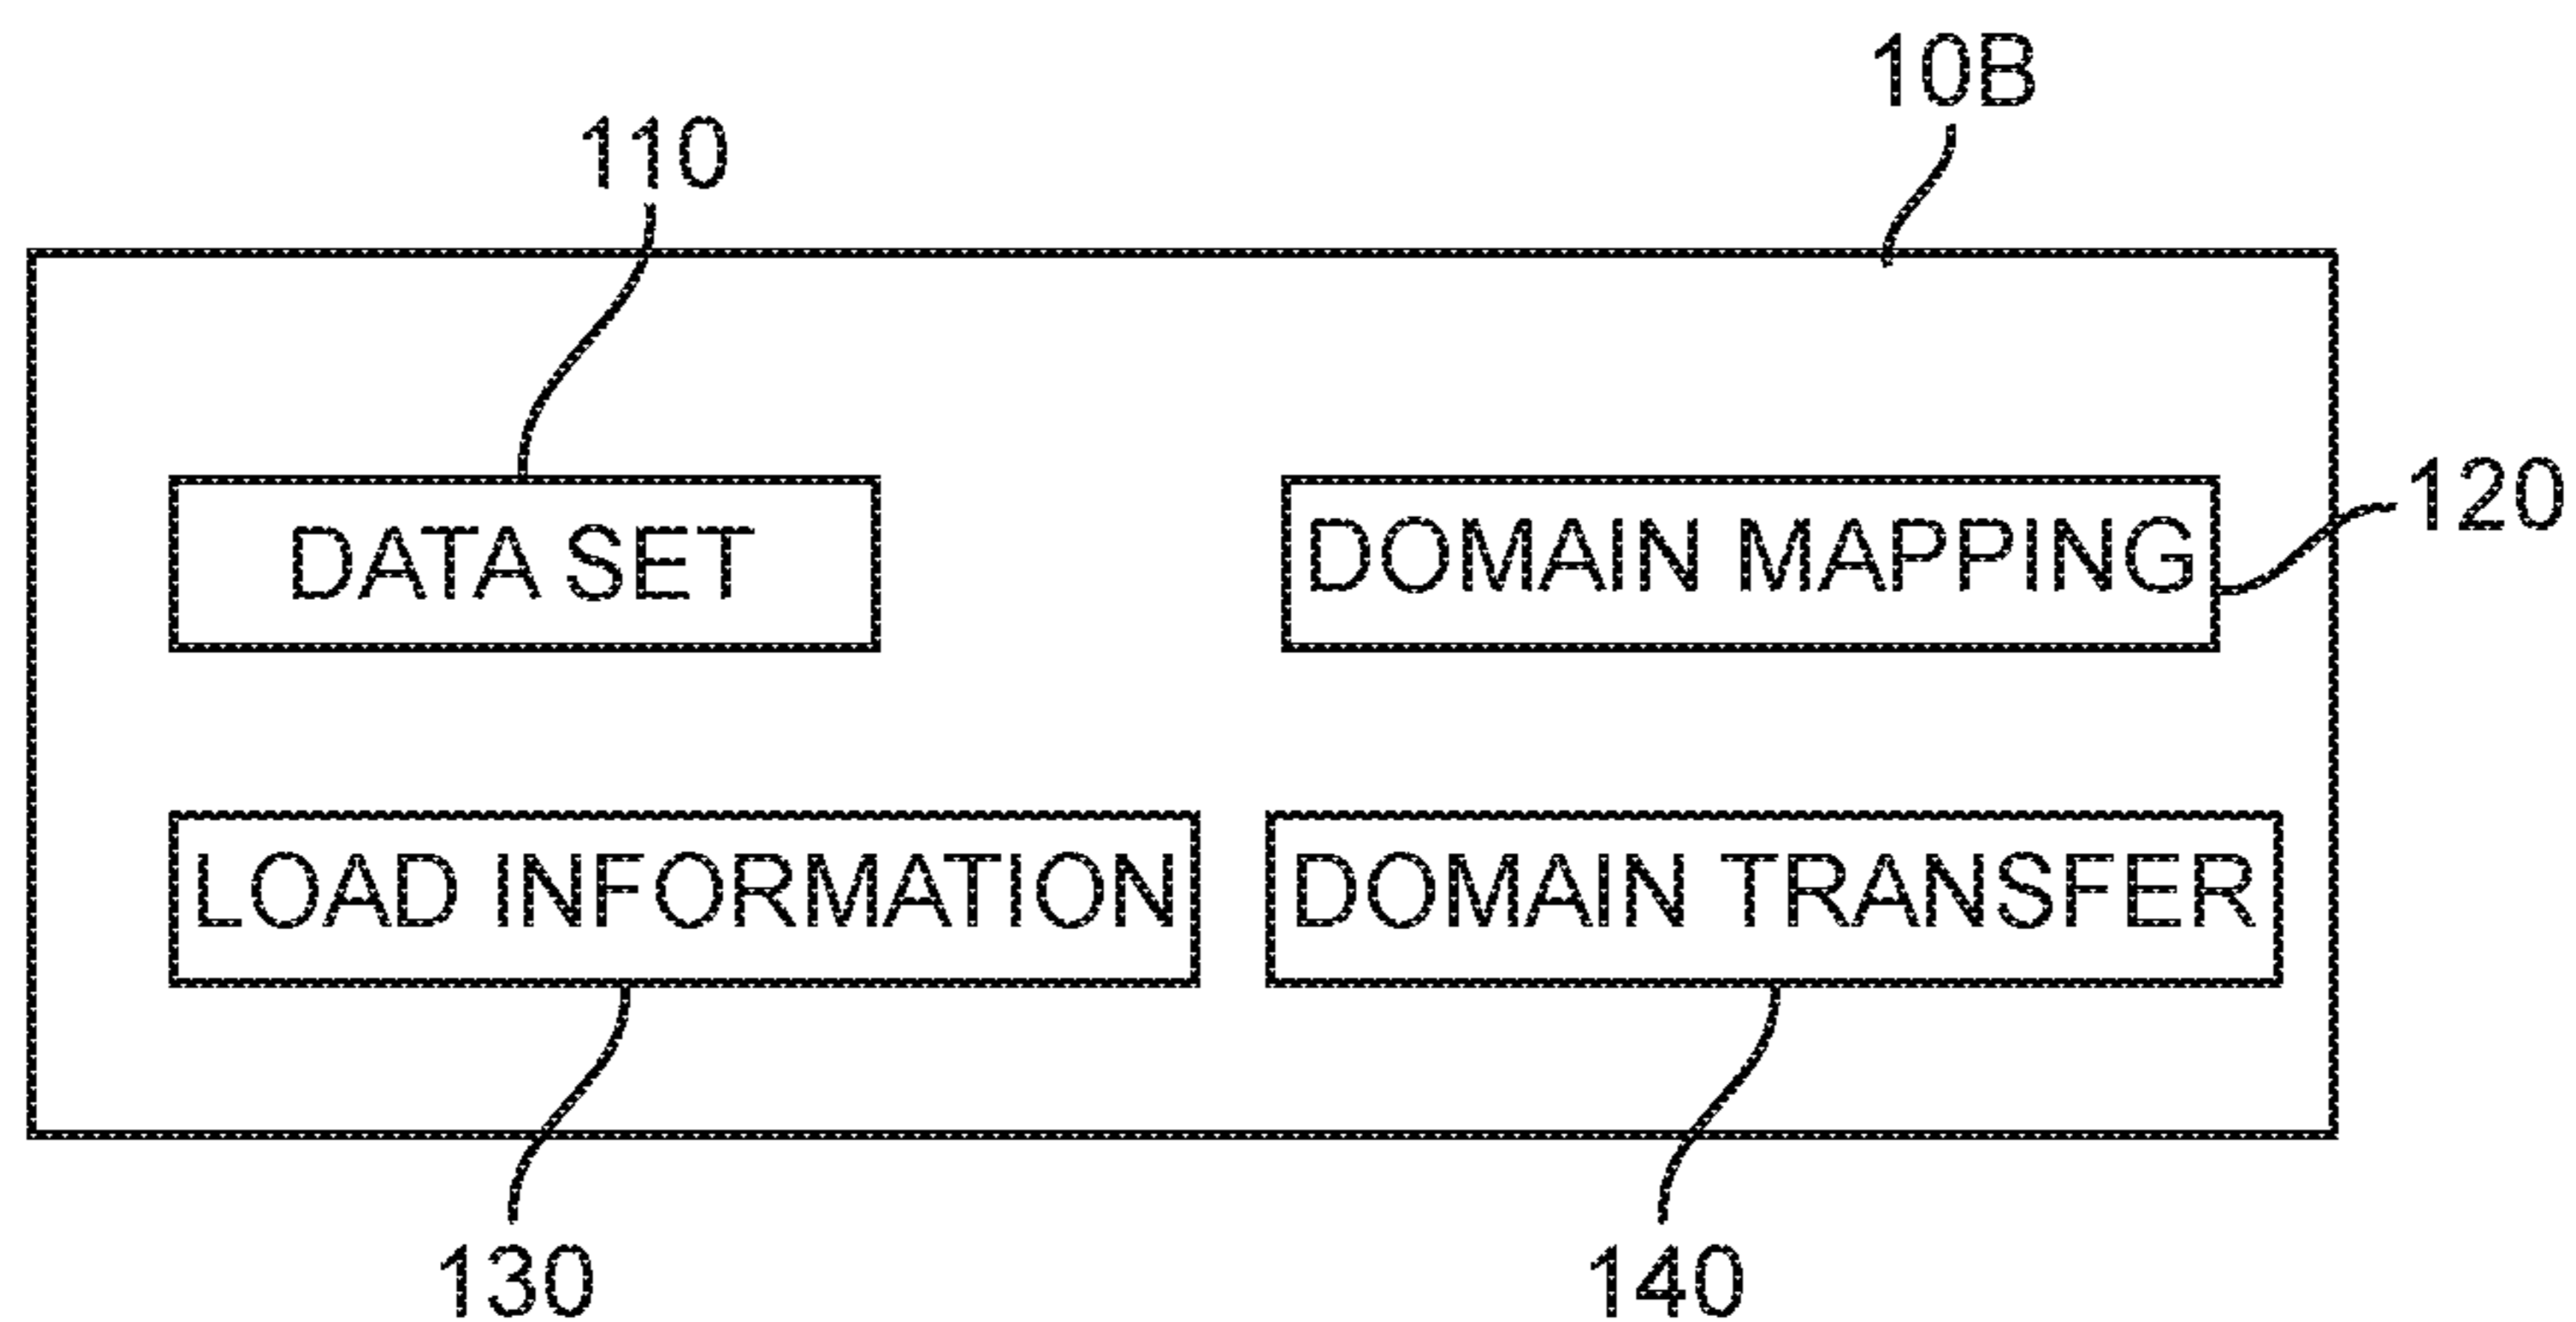 10B
110
DATA SET
DOMAIN MAPPING
120
LOAD INFORMATION
DOMAIN TRANSFER
130
140